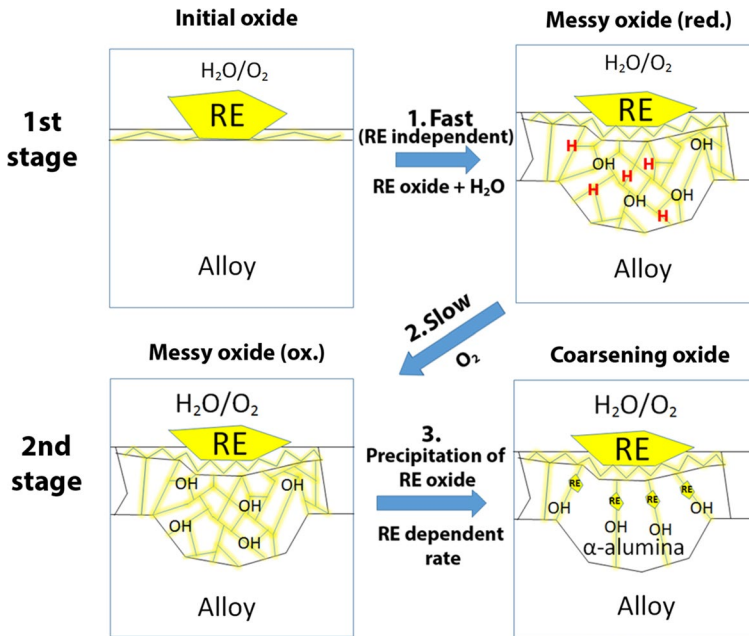 Initial oxide
Messy oxide (red.)
1st
stage
H₂O/O₂
RE
Alloy
1. Fast
(RE independent)
RE oxide + H₂O
H₂O/O₂
RE
H
OH
OH
H
H
H
OH
OH
H
Alloy
2. Slow
O₂
Messy oxide (ox.)
Coarsening oxide
2nd
stage
H₂O/O₂
RE
OH
OH
OH
OH
OH
Alloy
3.
Precipitation of
RE oxide
RE dependent
rate
H₂O/O₂
RE
RE
RE
RE
RE
OH
OH
OH
OH
α-alumina
Alloy